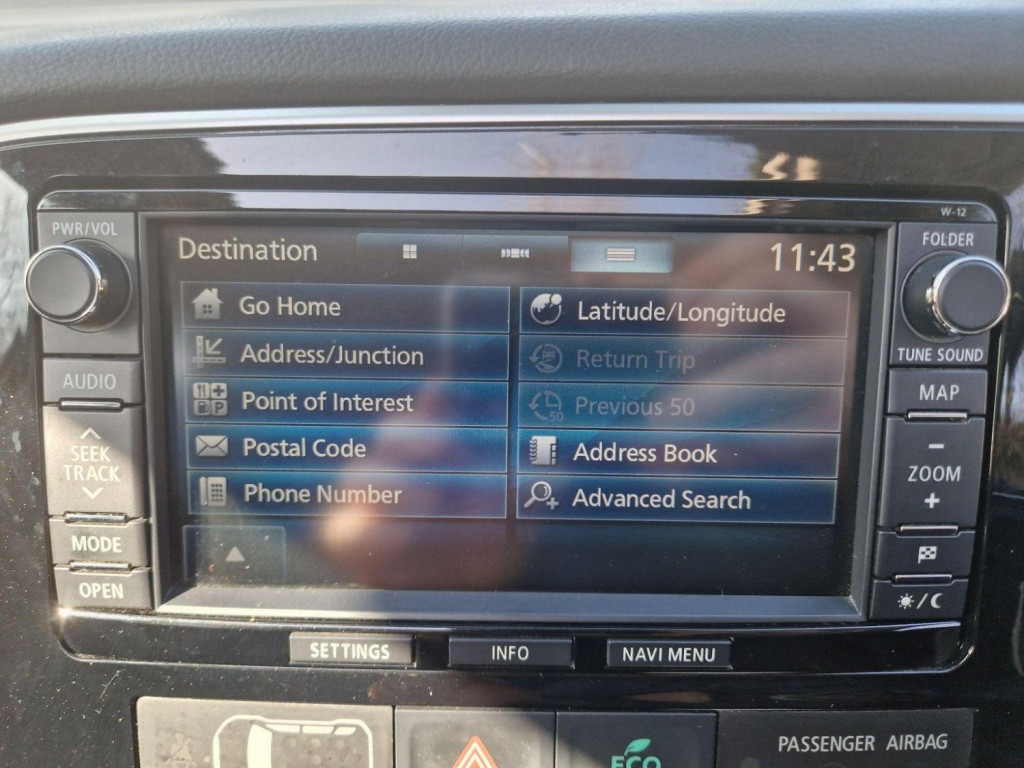 W-12
PWR/VOL
FOLDER
Destination
11:43
Go Home
Latitude/Longitude
Address/Junction
Return Trip
Point of Interest
Previous 50
50
Postal Code
Address Book
Phone Number
Advanced Search
TUNE SOUND
AUDIO
MAP
SEEK
TRACK
ZOOM
MODE
OPEN
SETTINGS
INFO
NAVI MENU
PASSENGER AIRBAG
ECO